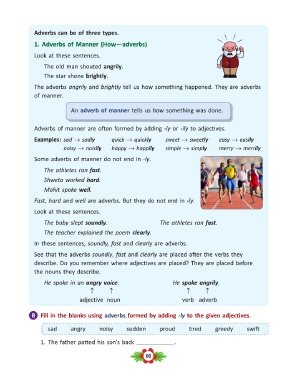 Adverbs can be of three types.
1. Adverbs of Manner (How—adverbs)
Look at these sentences.
The old man shouted angrily.
The star shone brightly.
The adverbs angrily and brightly tell us how something happened. They are adverbs
of manner.
An adverb of manner tells us how something was done.
Adverbs of manner are often formed by adding -ly or -ily to adjectives.
Examples: sad → sadly quick → quickly sweet → sweetly easy → easily
noisy → noisily happy → happily simple → simply merry → merrily
Some adverbs of manner do not end in -ly.
The athletes ran fast.
Shweta worked hard.
Mohit spoke well.
Fast, hard and well are adverbs. But they do not end in -ly.
Look at these sentences.
The baby slept soundly. The athletes ran fast.
The teacher explained the poem clearly.
In these sentences, soundly, fast and clearly are adverbs.
See that the adverbs soundly, fast and clearly are placed after the verbs they
describe. Do you remember where adjectives are placed? They are placed before
the nouns they describe.
He spoke in an angry voice. He spoke angrily.
↑ ↑ ↑ ↑
adjective noun verb adverb
B Fill in the blanks using adverbs formed by adding -ly to the given adjectives.
sad angry noisy sudden proud tired greedy swift
1. The father patted his son's back ____________ .